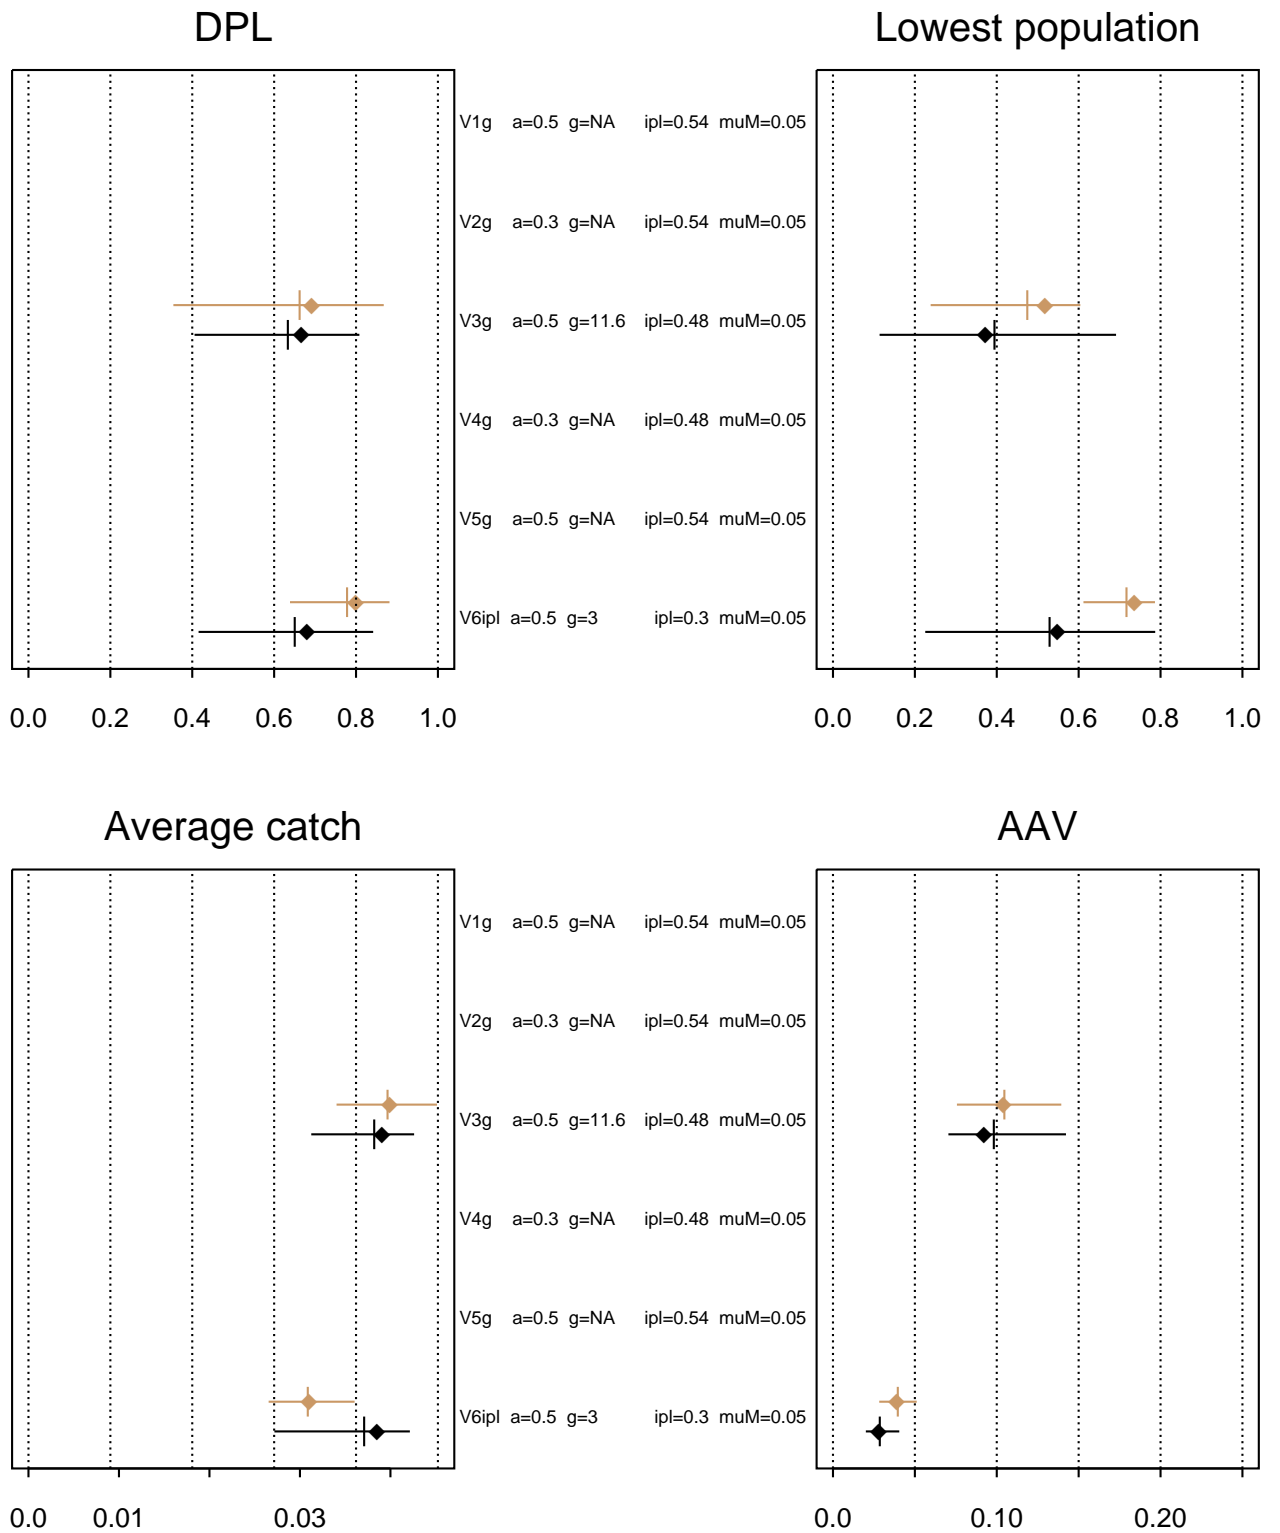 DPL
Lowest population
V1g a=0.5 g=NA ipl=0.54 muM=0.05
V2g a=0.3 g=NA ipl=0.54 muM=0.05
V3g a=0.5 g=11.6 ipl=0.48 muM=0.05
V4g a=0.3 g=NA ipl=0.48 muM=0.05
V5g a=0.5 g=NA ipl=0.54 muM=0.05
V6ipl a=0.5 g=3 ipl=0.3 muM=0.05
0.0 0.2 0.4 0.6 0.8 1.0
0.0 0.2 0.4 0.6 0.8 1.0
Average catch
AAV
V1g a=0.5 g=NA ipl=0.54 muM=0.05
V2g a=0.3 g=NA ipl=0.54 muM=0.05
V3g a=0.5 g=11.6 ipl=0.48 muM=0.05
V4g a=0.3 g=NA ipl=0.48 muM=0.05
V5g a=0.5 g=NA ipl=0.54 muM=0.05
V6ipl a=0.5 g=3 ipl=0.3 muM=0.05
0.0 0.01 0.03
0.0 0.10 0.20